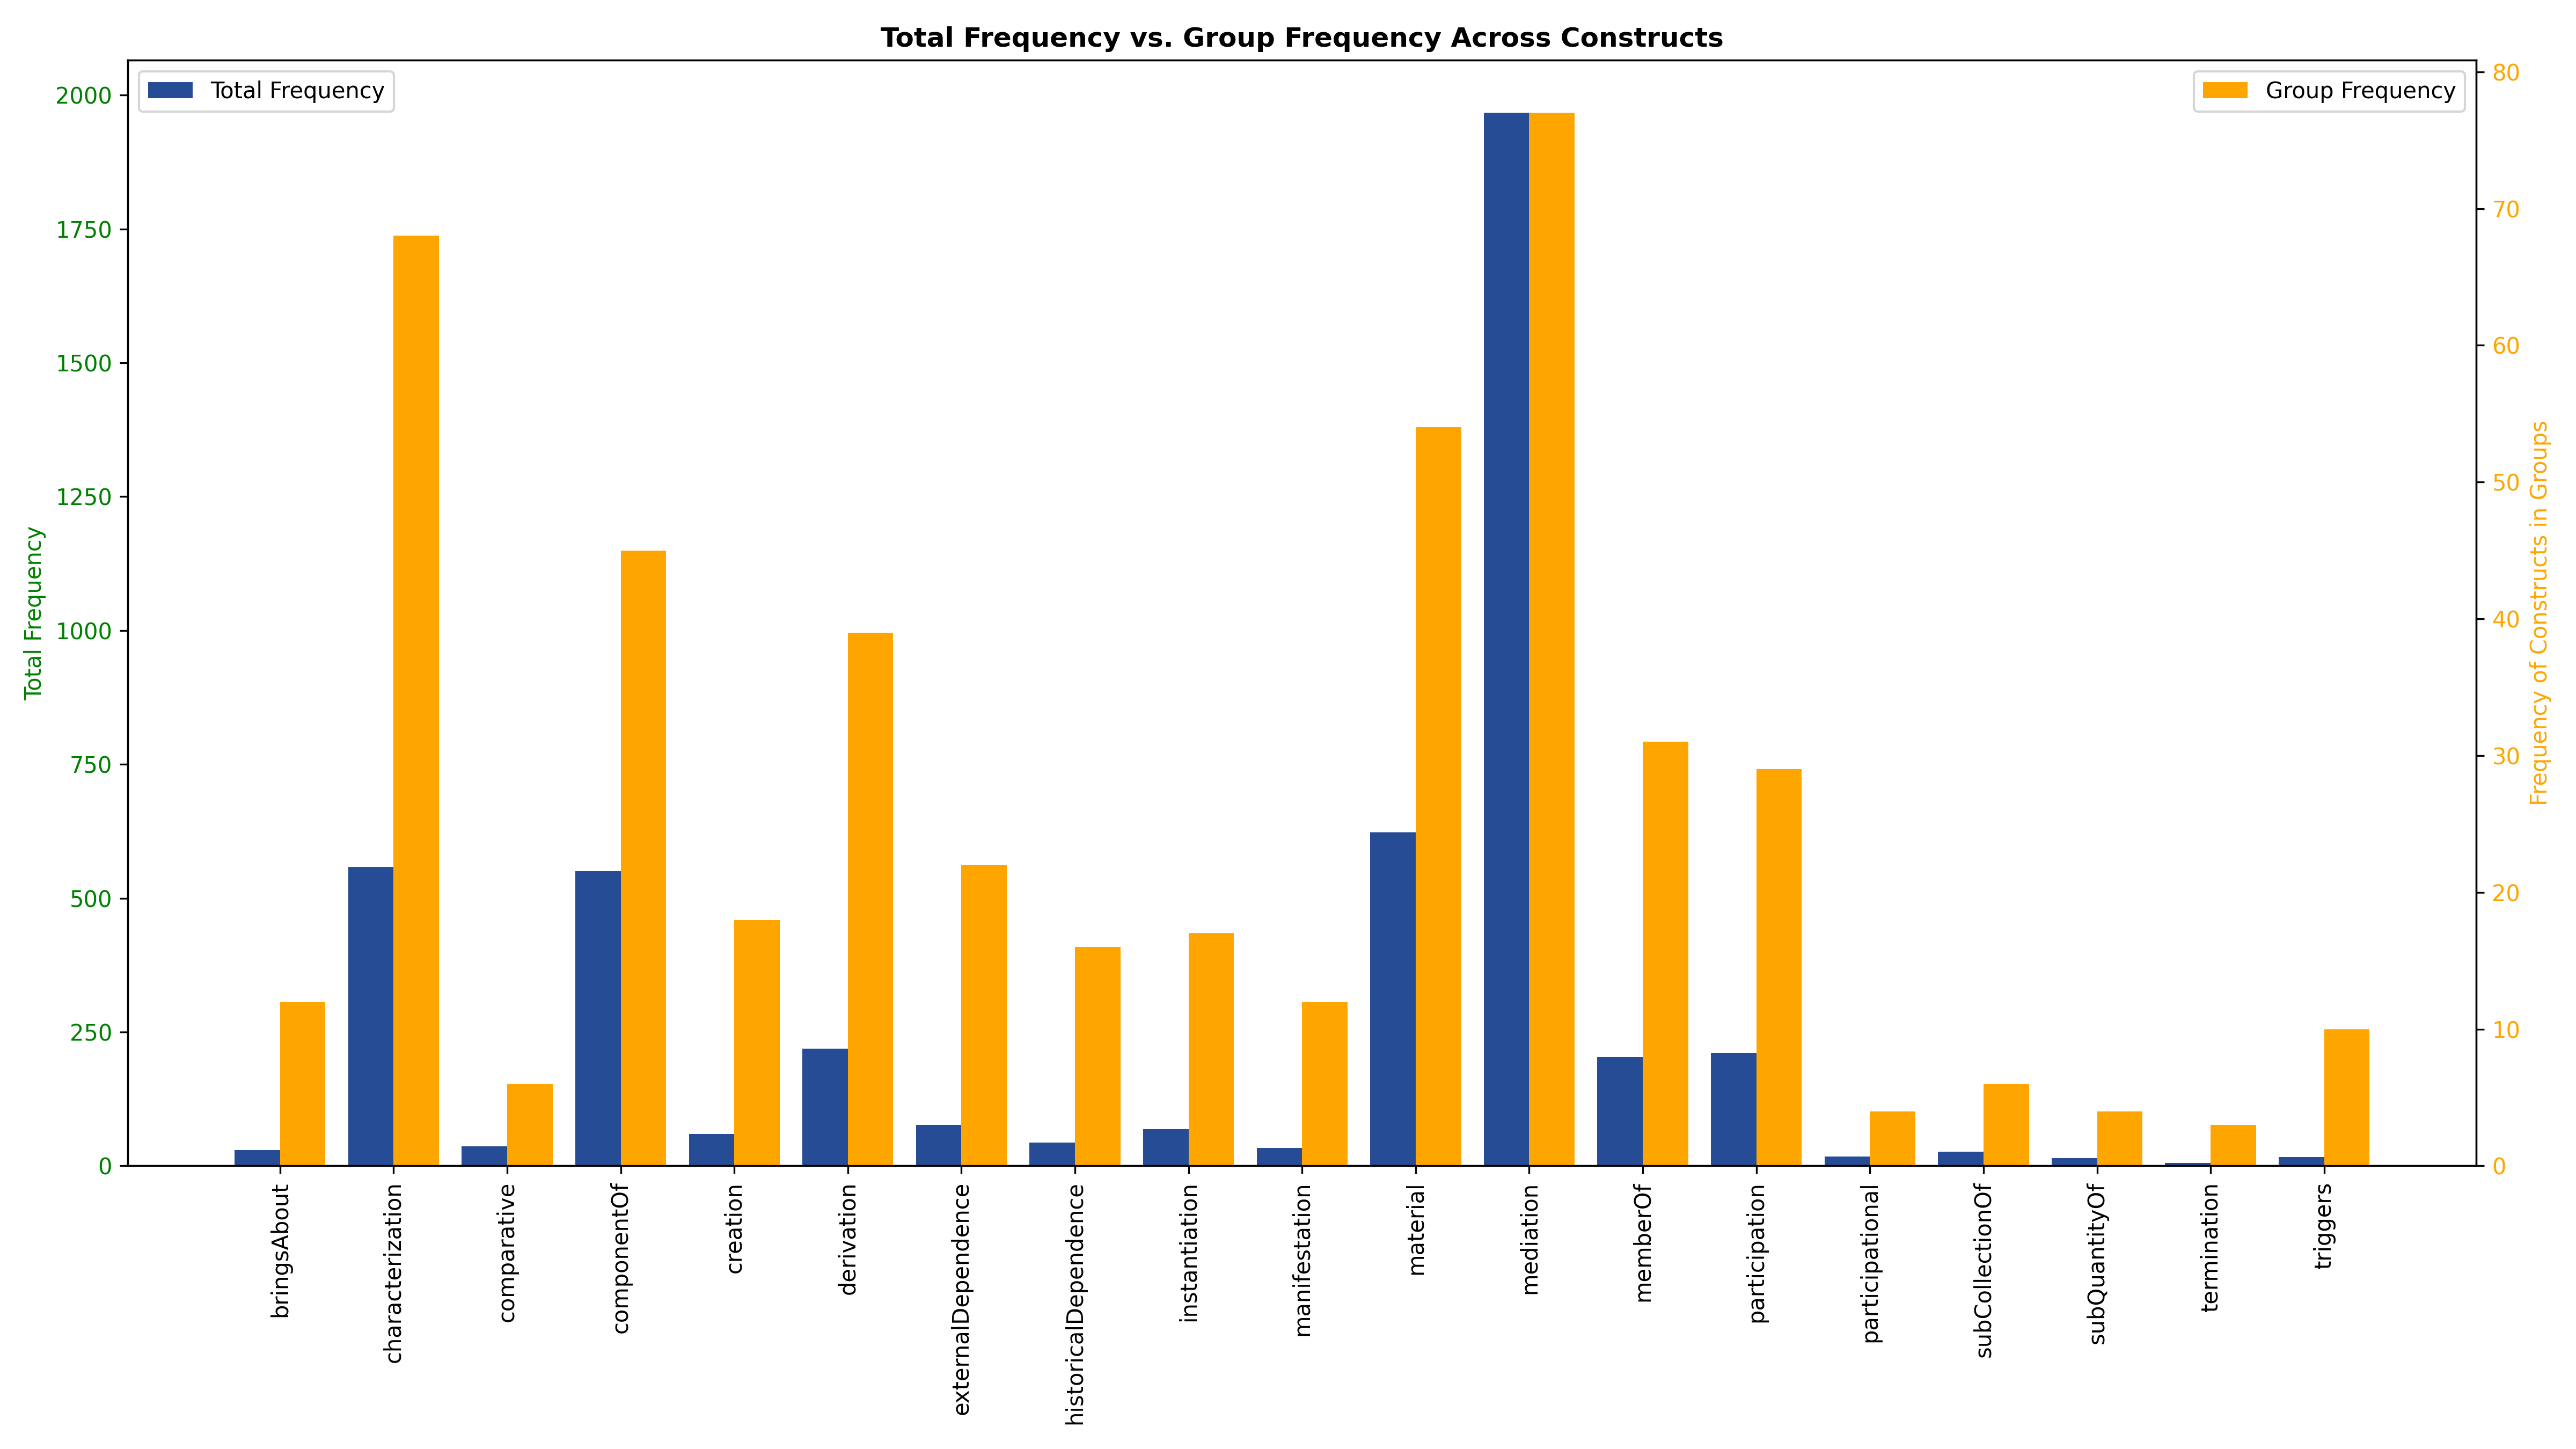 Total Frequency vs. Group Frequency Across Constructs
Total Frequency
Group Frequency
2000
1750
1500
1250
1000
750
500
250
0
Total Frequency
80
70
60
50
40
30
20
10
0
Frequency of Constructs in Groups
bringsAbout
characterization
comparative
componentOf
creation
derivation
externalDependence
historicalDependence
instantiation
manifestation
material
mediation
memberOf
participation
participational
subCollectionOf
subQuantityOf
termination
triggers